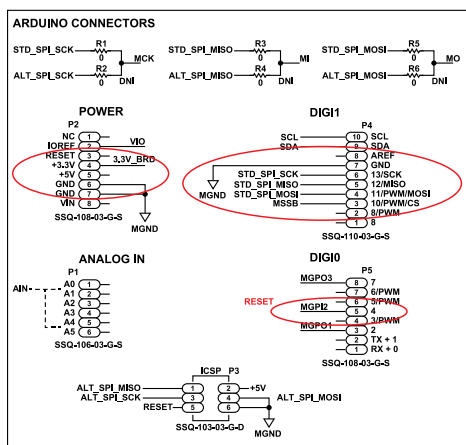 ARDUINO CONNECTORS
STD_SPI_SCK R1 0 MCK
ALT_SPI_SCK R2 0 DNI
STD_SPI_MISO R3 0 MI
ALT_SPI_MISO R4 0 DNI
STD_SPI_MOSI R5 0 MO
ALT_SPI_MOSI R6 0 DNI
POWER
P2
NC 1
IOREF 2 VIO
RESET 3
+3.3V 4 3.3V_BRD
+5V 5
GND 6
GND 7
VIN 8
MGND
SSQ-108-03-G-S
DIGI1
P4
SCL 10 SCL
SDA 9 SDA
8 AREF
7 GND
STD_SPI_SCK 6 13/SCK
STD_SPI_MISO 5 12/MISO
STD_SPI_MOSI 4 11/PWM/MOSI
MSSB 3 10/PWM/CS
2 8/PWM
1 8
MGND
SSQ-110-03-G-S
ANALOG IN
P1
AIN
A0 1
A1 2
A2 3
A3 4
A4 5
A5 6
SSQ-106-03-G-S
DIGI0
P5
MGPO3 8 7
7 6/PWM
RESET 6 5/PWM
MGPI2 5 4
4 3/PWM
MGPO1 3 2
2 TX + 1
1 RX + 0
SSQ-108-03-G-S
ICSP P3
ALT_SPI_MISO 1 2 +5V
ALT_SPI_SCK 3 4 ALT_SPI_MOSI
RESET 5 6
SSQ-103-03-G-D
MGND